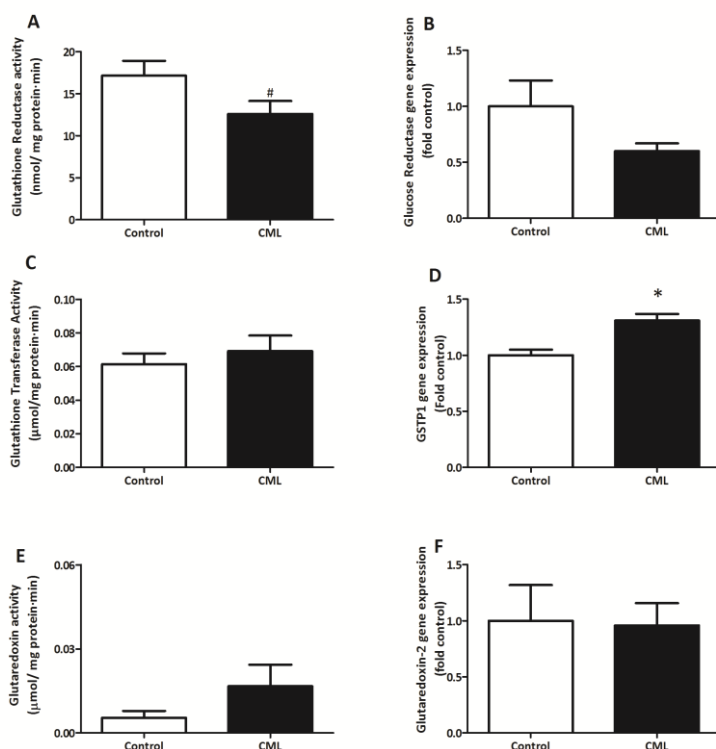 A
Glutathione Reductase activity
(nmol/ mg protein·min)
20
15
10
5
0
#
Control
CML
B
Glucose Reductase gene expression
(fold control)
1.5
1.0
0.5
0.0
Control
CML
C
Glutathione Transferase Activity
(μmol/mg protein·min)
0.10
0.08
0.06
0.04
0.02
0.00
Control
CML
D
GSTP1 gene expression
(Fold control)
1.5
1.0
0.5
0.0
*
Control
CML
E
Glutaredoxin activity
(μmol/ mg protein·min)
0.06
0.03
0.00
Control
CML
F
Glutaredoxin-2 gene expression
(fold control)
1.5
1.0
0.5
0.0
Control
CML